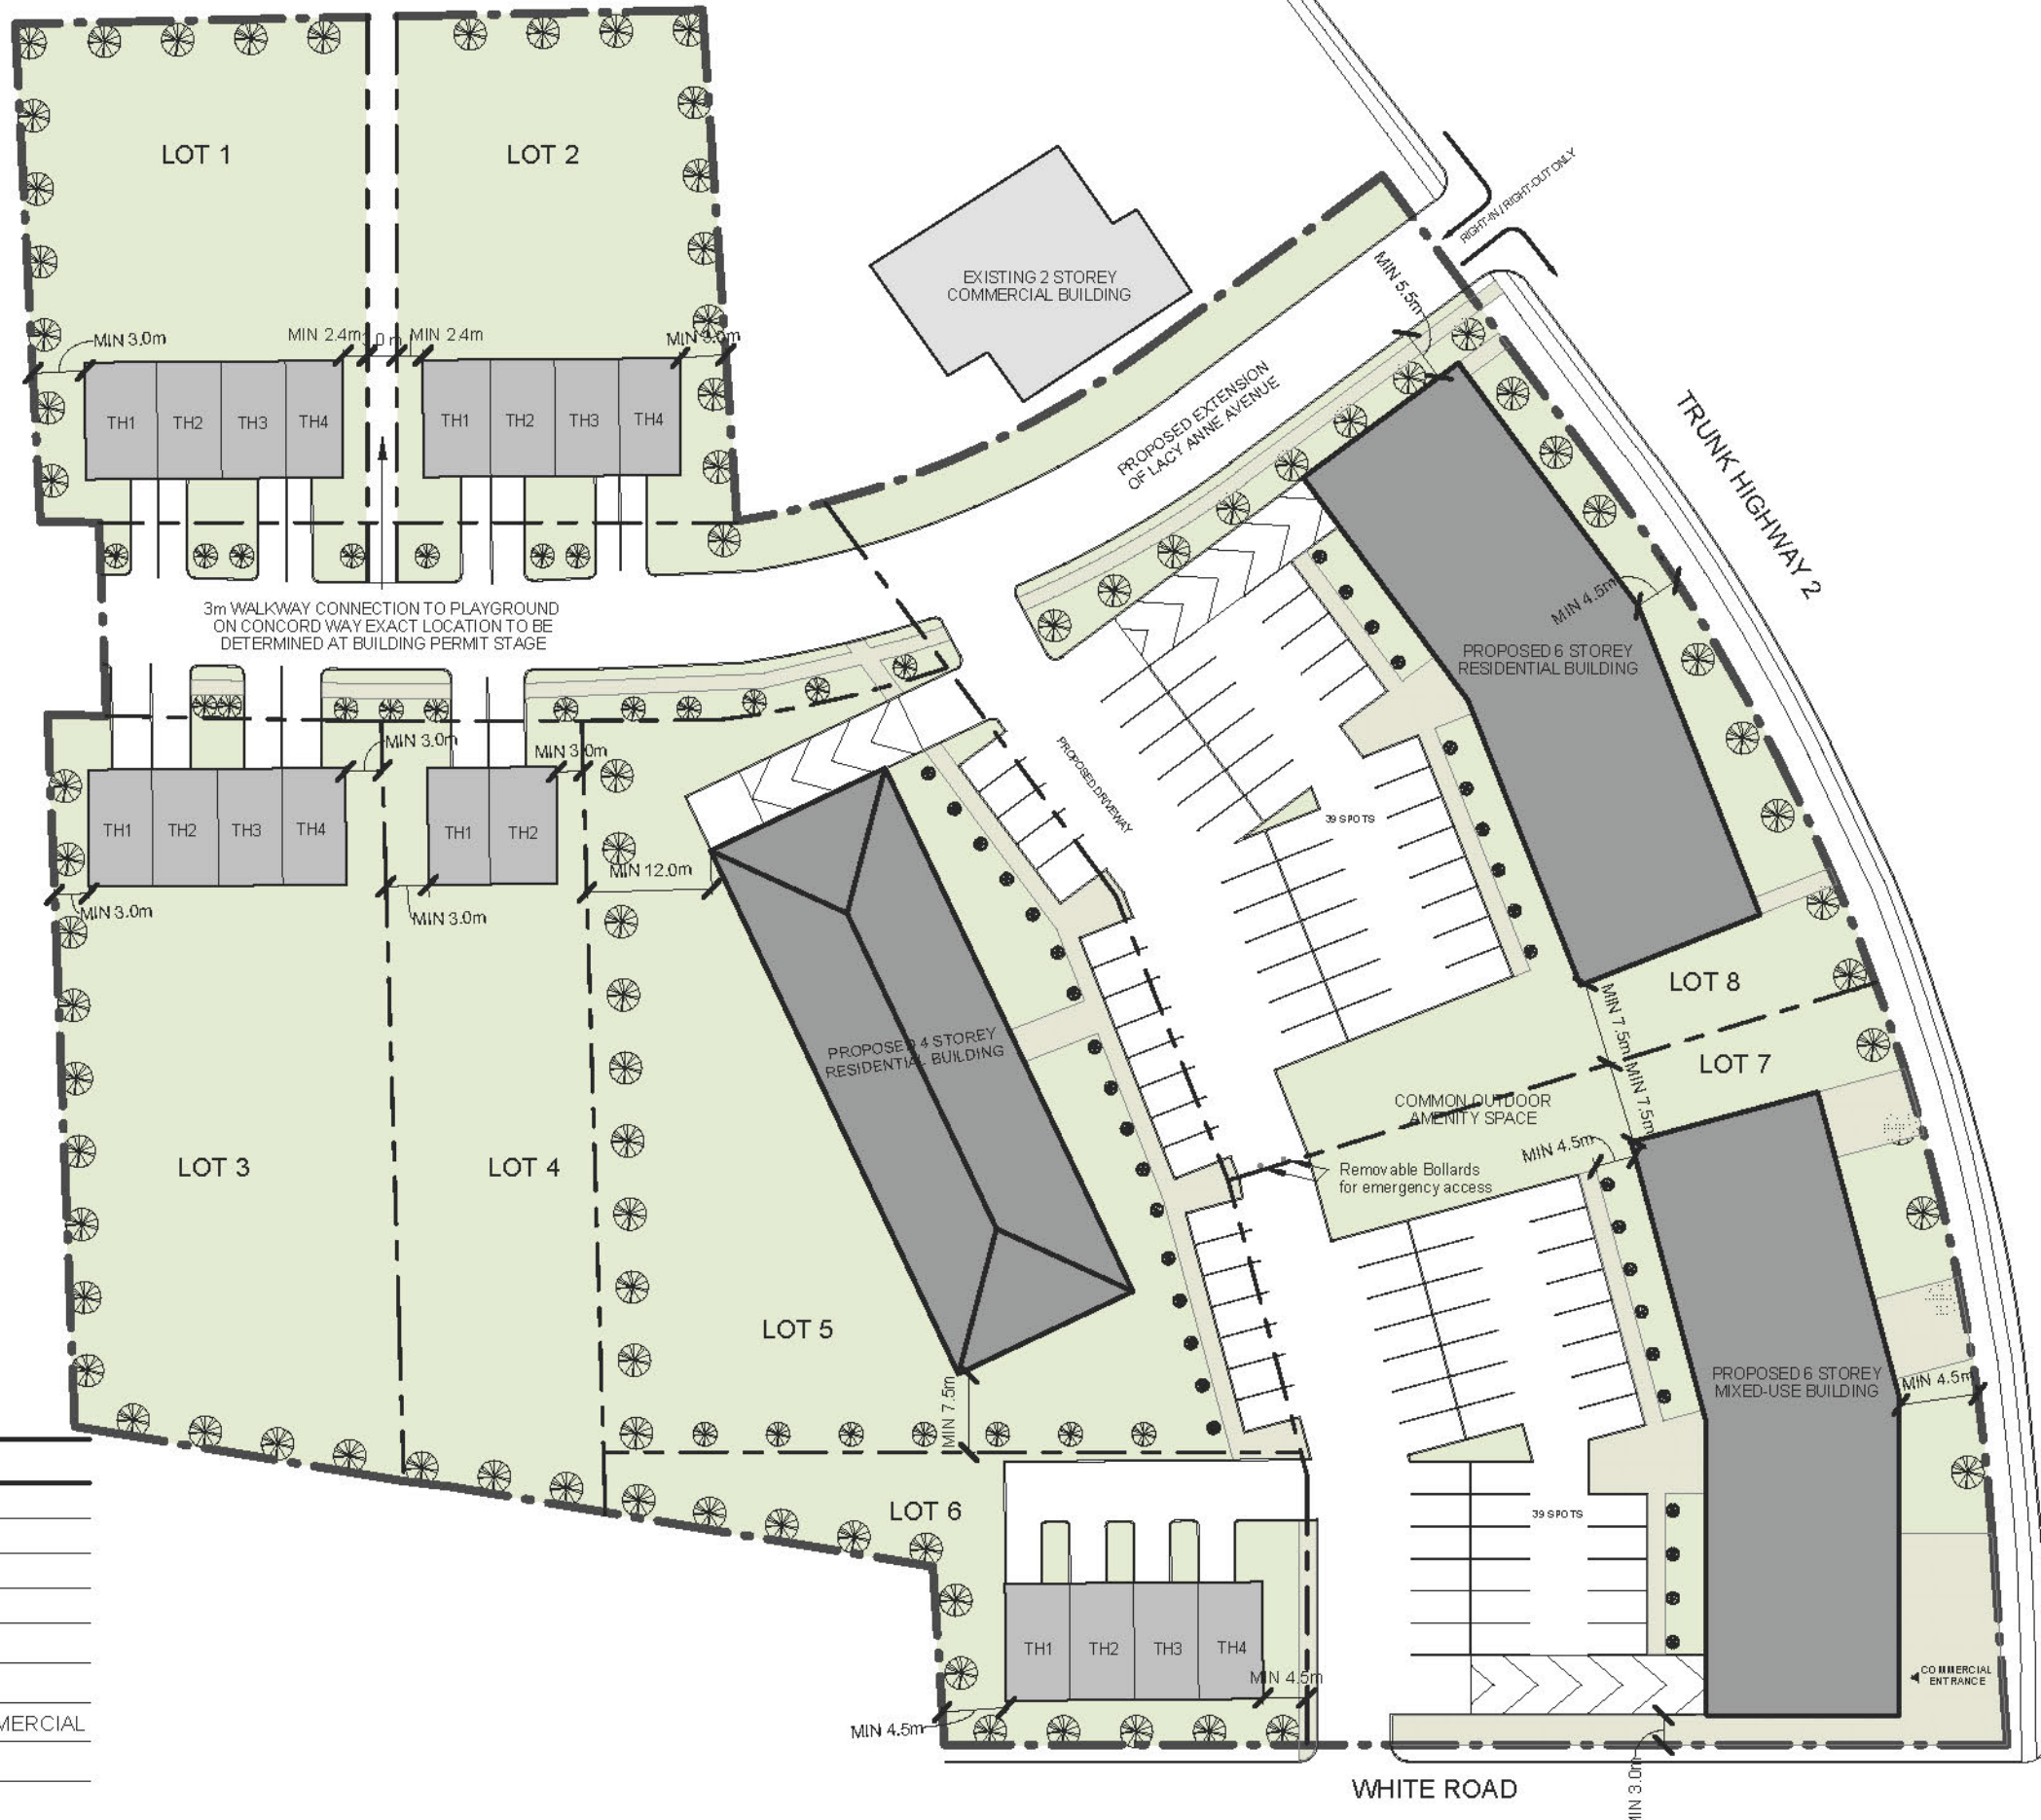 LOT 1
LOT 2
RIGHT-IN / RIGHT-OUT ONLY
EXISTING 2 STOREY
COMMERCIAL BUILDING
MIN 5.5m
MIN 3.0m
MIN 2.4m
MIN 2.4m
MIN 3.0m
PROPOSED EXTENSION
OF LACY ANNE AVENUE
TRUNK HIGHWAY 2
TH1
TH2
TH3
TH4
TH1
TH2
TH3
TH4
3m WALKWAY CONNECTION TO PLAYGROUND
ON CONCORD WAY EXACT LOCATION TO BE
DETERMINED AT BUILDING PERMIT STAGE
MIN 4.5m
PROPOSED 6 STOREY
RESIDENTIAL BUILDING
MIN 3.0m
MIN 3.0m
PROPOSED DRIVEWAY
39 SPOTS
TH1
TH2
TH3
TH4
TH1
TH2
MIN 12.0m
MIN 3.0m
MIN 3.0m
LOT 8
MIN 7.5m
PROPOSED 4 STOREY
RESIDENTIAL BUILDING
LOT 7
MIN 7.5m
COMMON OUTDOOR
AMENITY SPACE
MIN 4.5m
LOT 3
LOT 4
Removable Bollards
for emergency access
LOT 5
PROPOSED 6 STOREY
MIXED-USE BUILDING
MIN 4.5m
MIN 7.5m
LOT 6
39 SPOTS
TH1
TH2
TH3
TH4
MIN 4.5m
COMMERCIAL
ENTRANCE
MERCIAL
MIN 4.5m
WHITE ROAD
MIN 3.0m